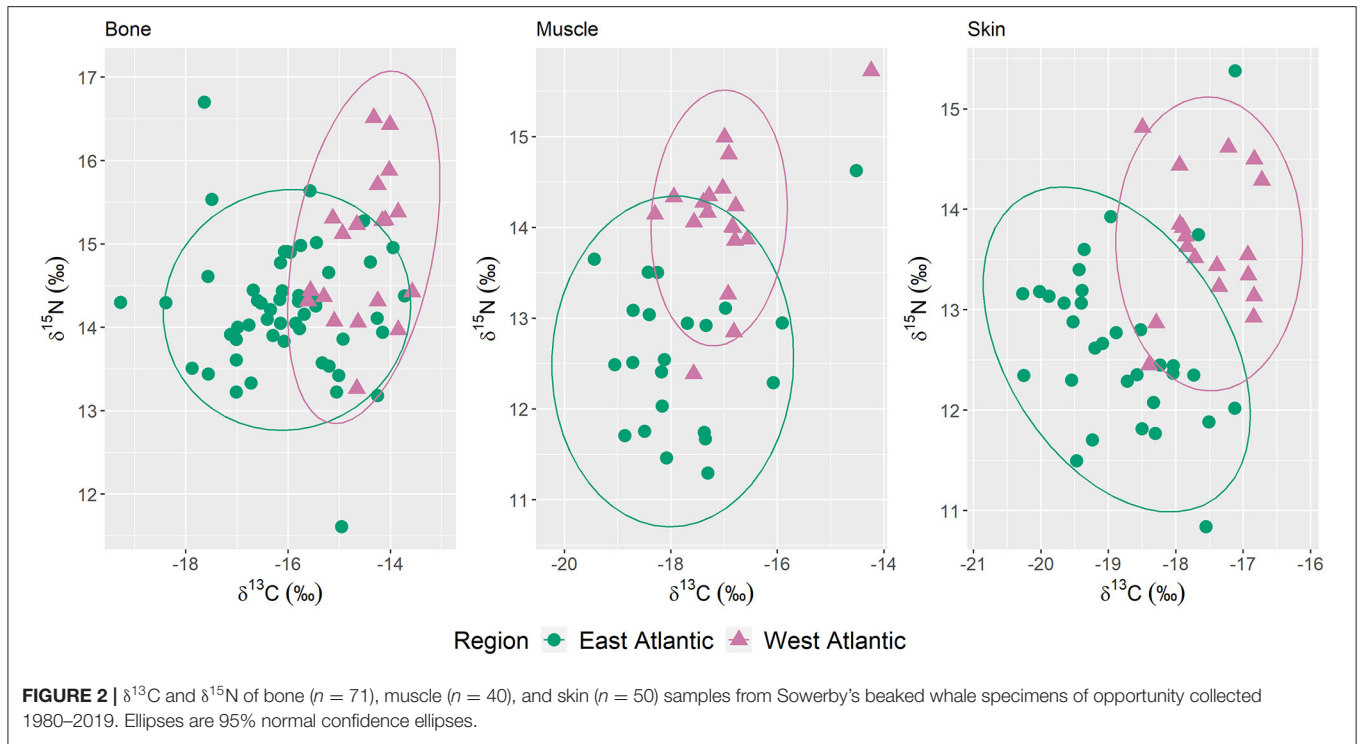 Bone
Muscle
Skin
17
16
15
14
13
12
-18
-16
-14
δ¹³C (‰)
δ¹⁵N (‰)
15
14
13
12
11
-20
-18
-16
-14
δ¹³C (‰)
δ¹⁵N (‰)
15
14
13
12
11
-21
-20
-19
-18
-17
-16
δ¹³C (‰)
δ¹⁵N (‰)
Region East Atlantic West Atlantic
FIGURE 2 | δ¹³C and δ¹⁵N of bone (n = 71), muscle (n = 40), and skin (n = 50) samples from Sowerby's beaked whale specimens of opportunity collected
1980–2019. Ellipses are 95% normal confidence ellipses.